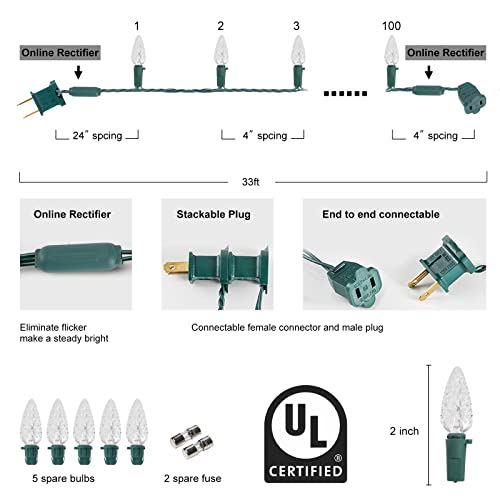 1 2 3 100
Online Rectifier Online Rectifier
24″ spcing 4″ spcing 4″ spcing
33ft
Online Rectifier
Stackable Plug
End to end connectable
Eliminate flicker
make a steady bright
Connectable female connector and male plug
UL
CERTIFIED
®
2 inch
5 spare bulbs
2 spare fuse